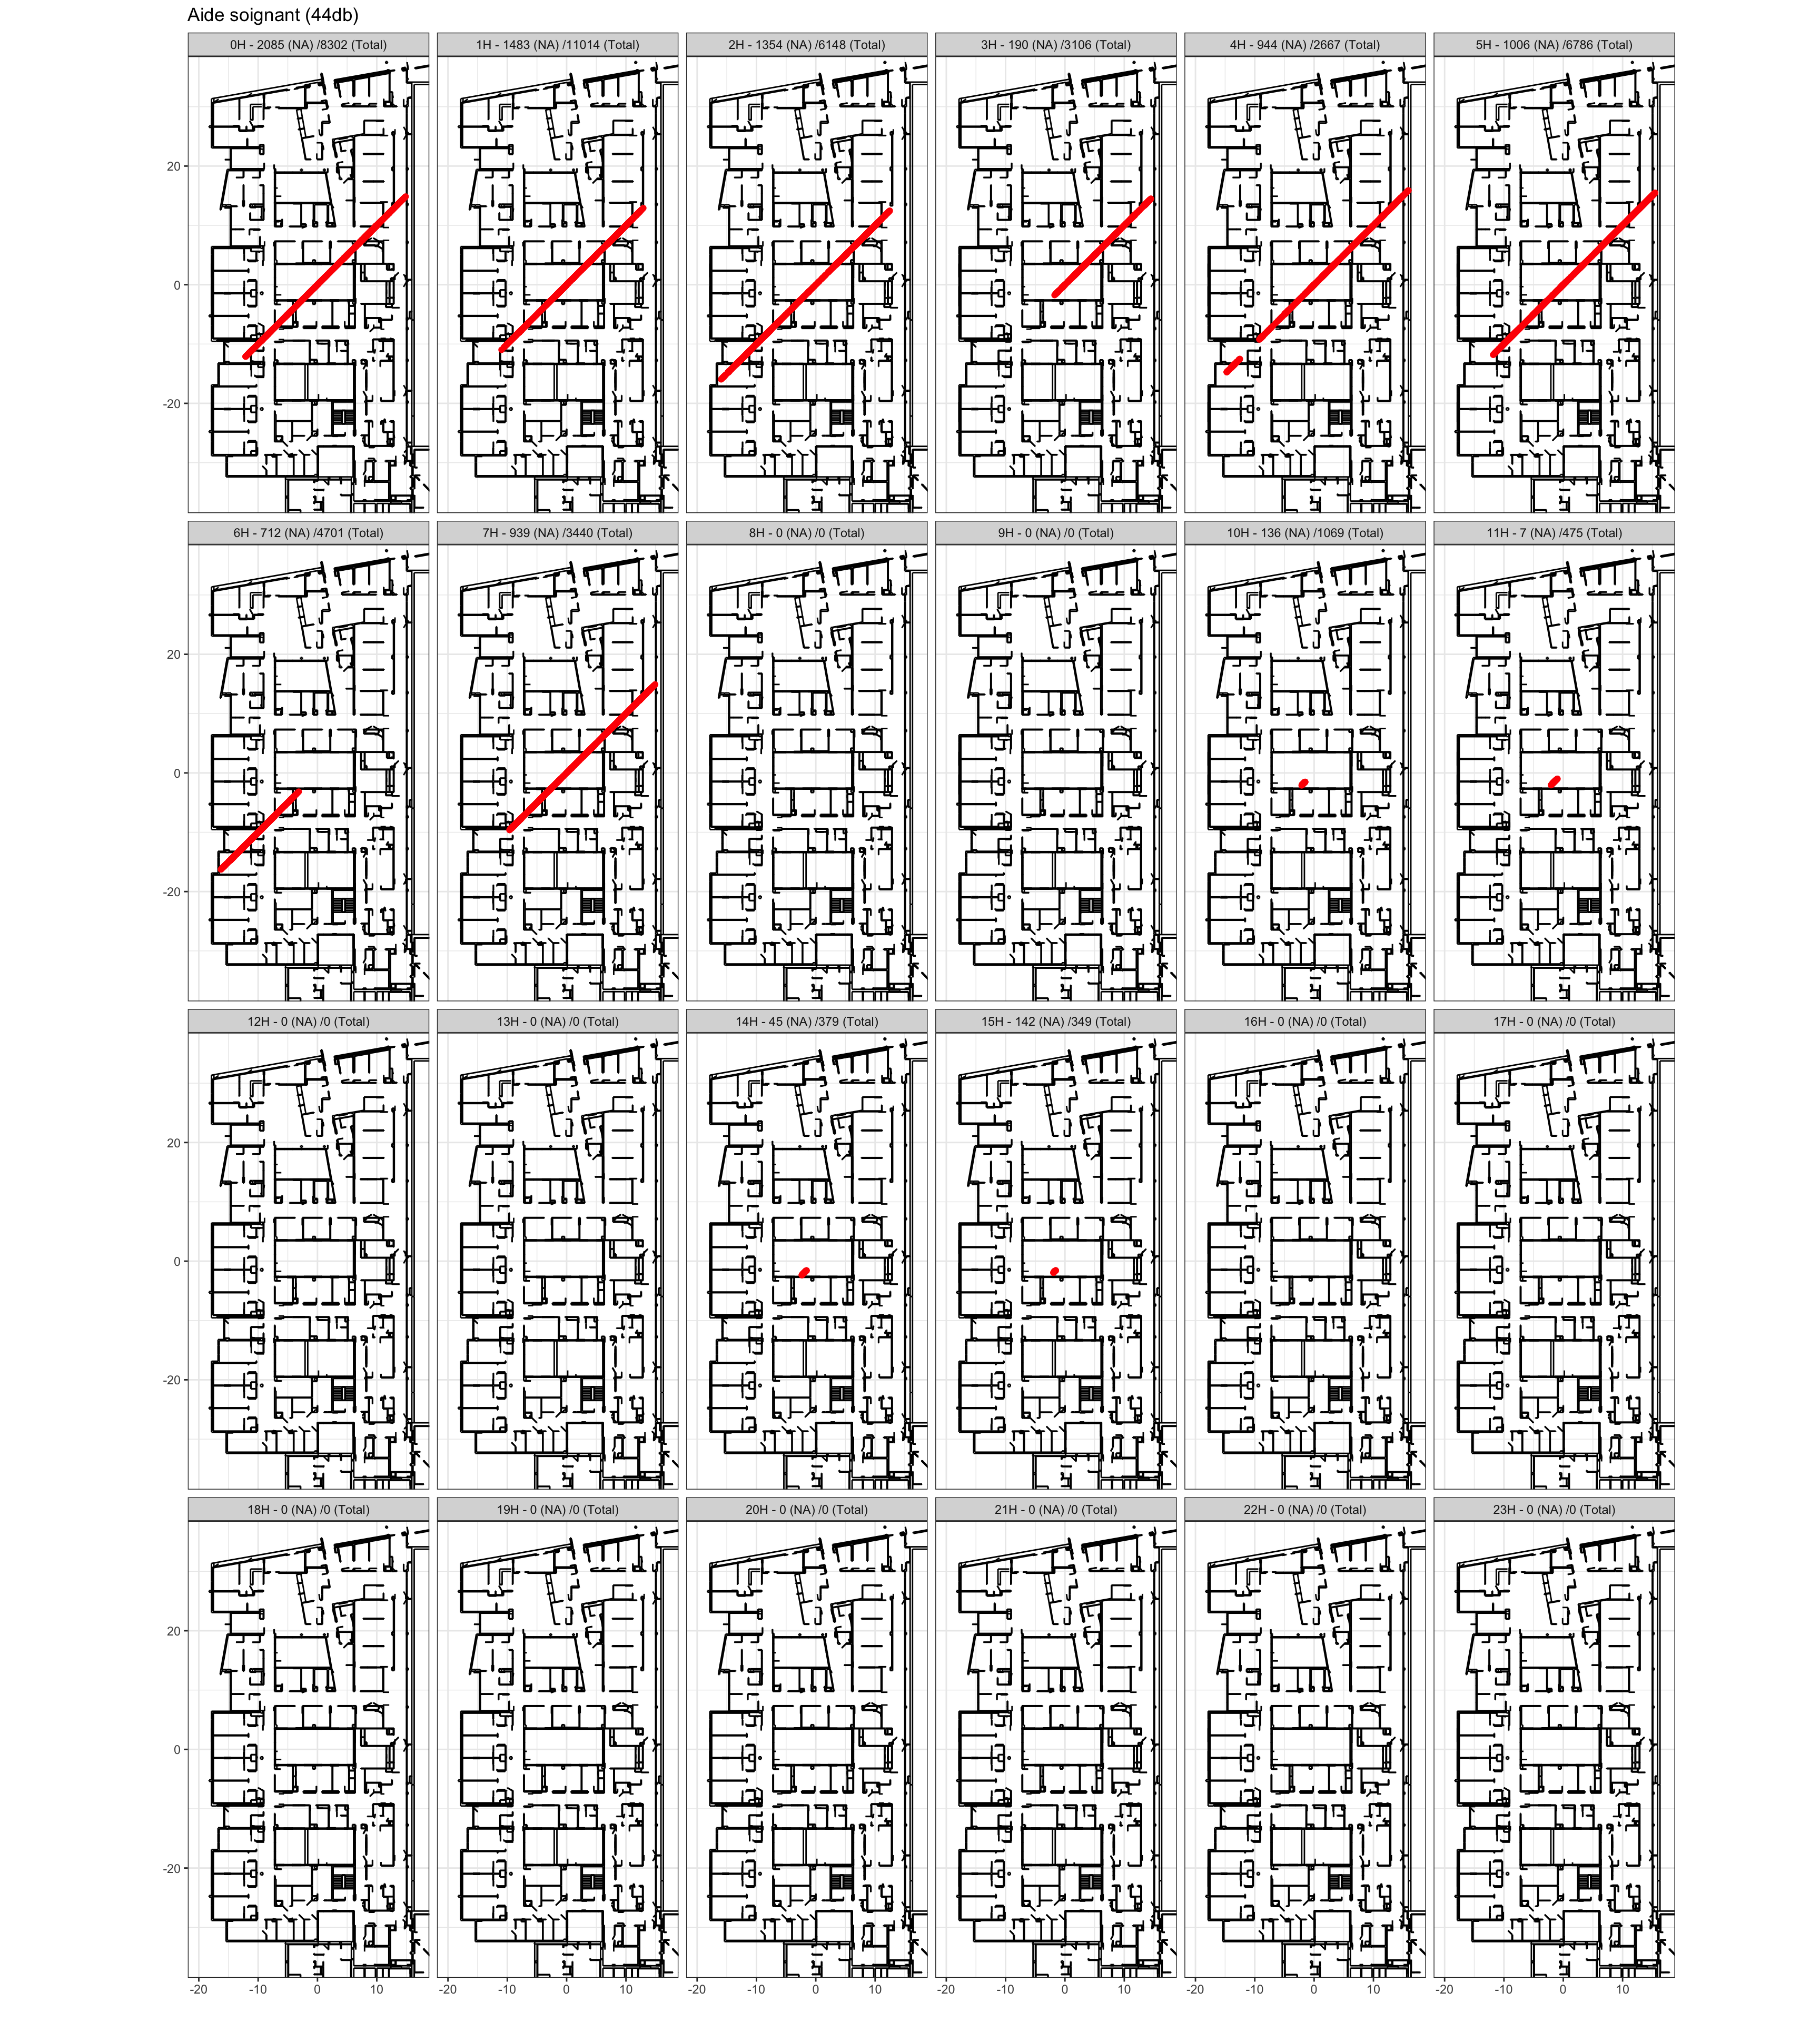 Aide soignant (44db)
0H - 2085 (NA) /8302 (Total) 1H - 1483 (NA) /11014 (Total) 2H - 1354 (NA) /6148 (Total) 3H - 190 (NA) /3106 (Total) 4H - 944 (NA) /2667 (Total) 5H - 1006 (NA) /6786 (Total)
20
0
-20
6H - 712 (NA) /4701 (Total) 7H - 939 (NA) /3440 (Total) 8H - 0 (NA) /0 (Total) 9H - 0 (NA) /0 (Total) 10H - 136 (NA) /1069 (Total) 11H - 7 (NA) /475 (Total)
20
0
-20
12H - 0 (NA) /0 (Total) 13H - 0 (NA) /0 (Total) 14H - 45 (NA) /379 (Total) 15H - 142 (NA) /349 (Total) 16H - 0 (NA) /0 (Total) 17H - 0 (NA) /0 (Total)
20
0
-20
18H - 0 (NA) /0 (Total) 19H - 0 (NA) /0 (Total) 20H - 0 (NA) /0 (Total) 21H - 0 (NA) /0 (Total) 22H - 0 (NA) /0 (Total) 23H - 0 (NA) /0 (Total)
20
0
-20
-20 -10 0 10 -20 -10 0 10 -20 -10 0 10 -20 -10 0 10 -20 -10 0 10 -20 -10 0 10